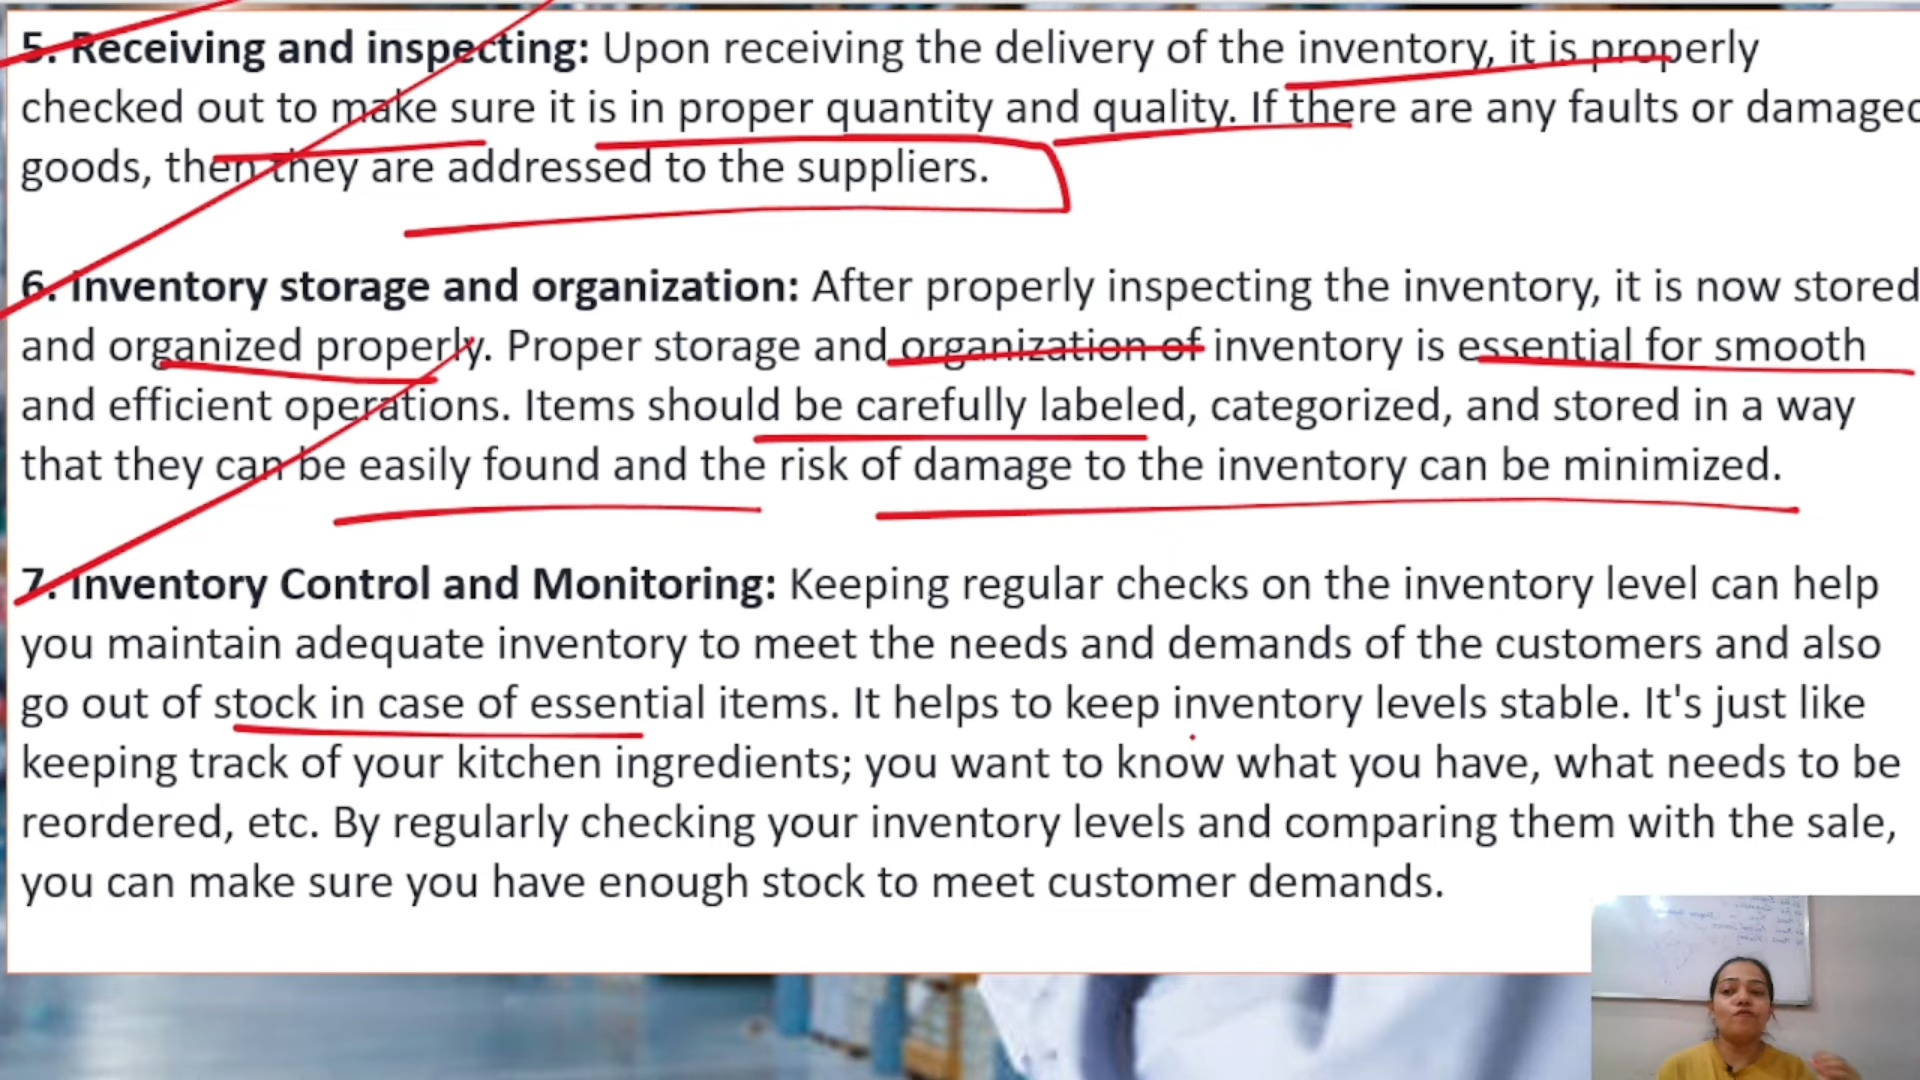 5. Receiving and inspecting: Upon receiving the delivery of the inventory, it is properly
checked out to make sure it is in proper quantity and quality. If there are any faults or damaged
goods, then they are addressed to the suppliers.
6. Inventory storage and organization: After properly inspecting the inventory, it is now stored
and organized properly. Proper storage and organization of inventory is essential for smooth
and efficient operations. Items should be carefully labeled, categorized, and stored in a way
that they can be easily found and the risk of damage to the inventory can be minimized.
7. Inventory Control and Monitoring: Keeping regular checks on the inventory level can help
you maintain adequate inventory to meet the needs and demands of the customers and also
go out of stock in case of essential items. It helps to keep inventory levels stable. It's just like
keeping track of your kitchen ingredients; you want to know what you have, what needs to be
reordered, etc. By regularly checking your inventory levels and comparing them with the sale,
you can make sure you have enough stock to meet customer demands.